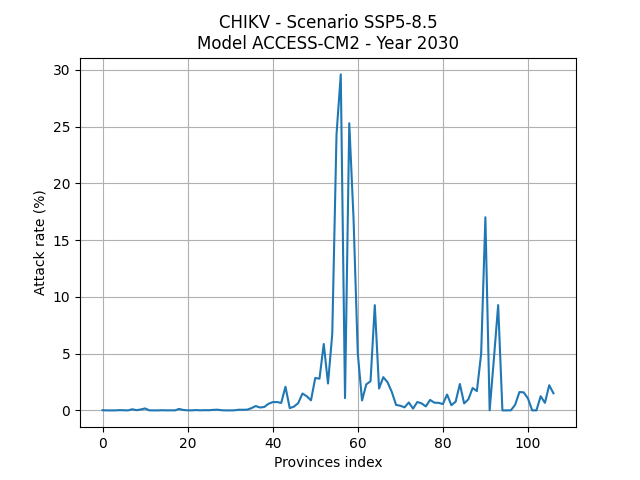 CHIKV - Scenario SSP5-8.5
Model ACCESS-CM2 - Year 2030
Attack rate (%)
30
25
20
15
10
5
0
0 20 40 60 80 100
Provinces index